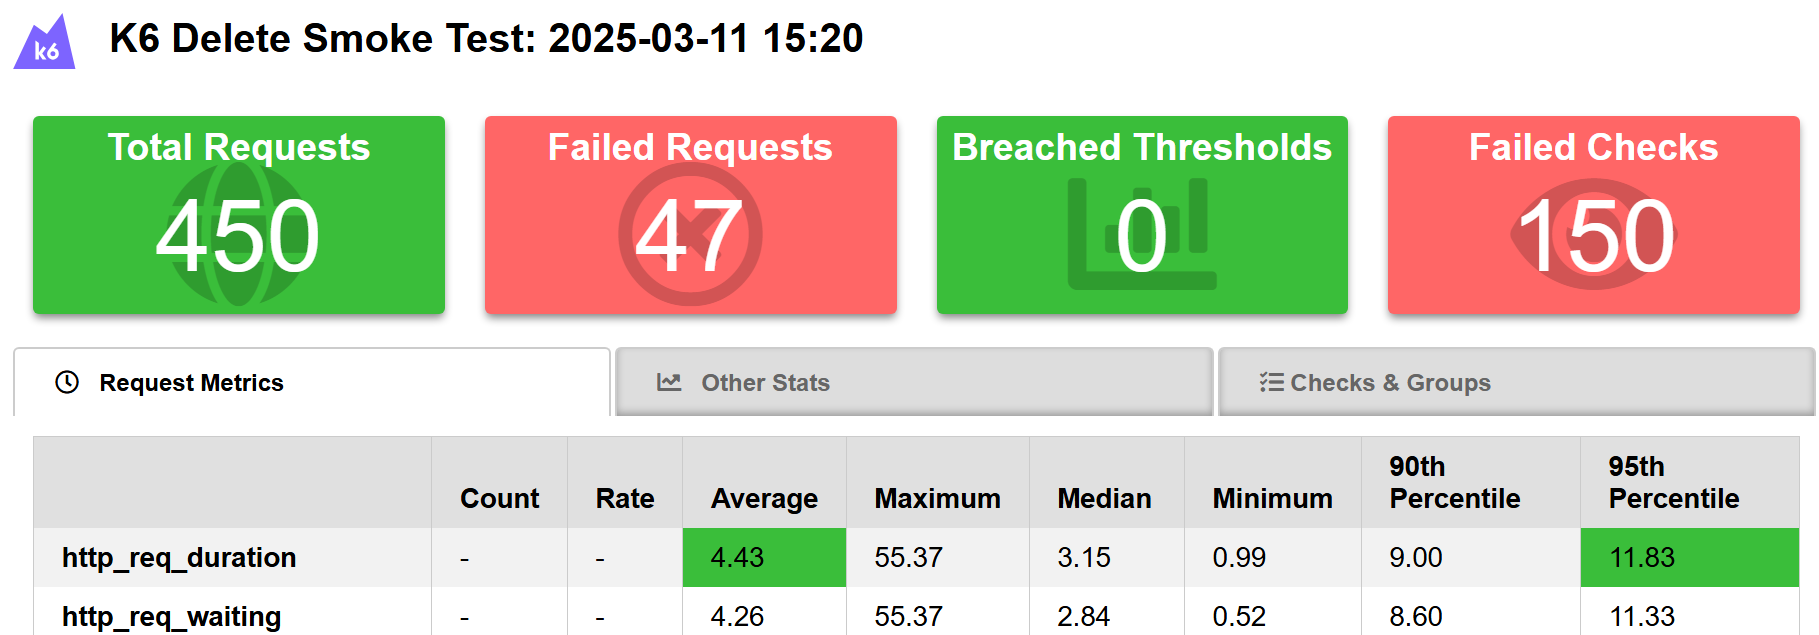 k6
K6 Delete Smoke Test: 2025-03-11 15:20
Total Requests
450
Failed Requests
47
Breached Thresholds
0
Failed Checks
150
Request Metrics
Other Stats
Checks & Groups
Count Rate Average Maximum Median Minimum 90th Percentile 95th Percentile
http_req_duration - - 4.43 55.37 3.15 0.99 9.00 11.83
http_req_waiting - - 4.26 55.37 2.84 0.52 8.60 11.33